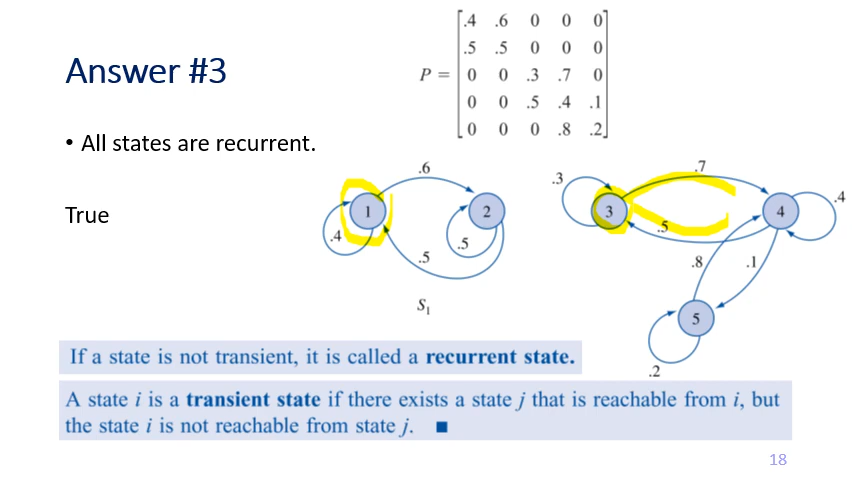 Answer #3
P = [.4 .6 0 0 0]
[.5 .5 0 0 0]
[0 0 .3 .7 0]
[0 0 .5 .4 .1]
[0 0 0 .8 .2]
• All states are recurrent.
True
.6
1
2
.4
.5
.5
S₁
.7
.3
3
4
.4
.5
.8
.1
5
.2
If a state is not transient, it is called a recurrent state.
A state i is a transient state if there exists a state j that is reachable from i, but
the state i is not reachable from state j. ■
18